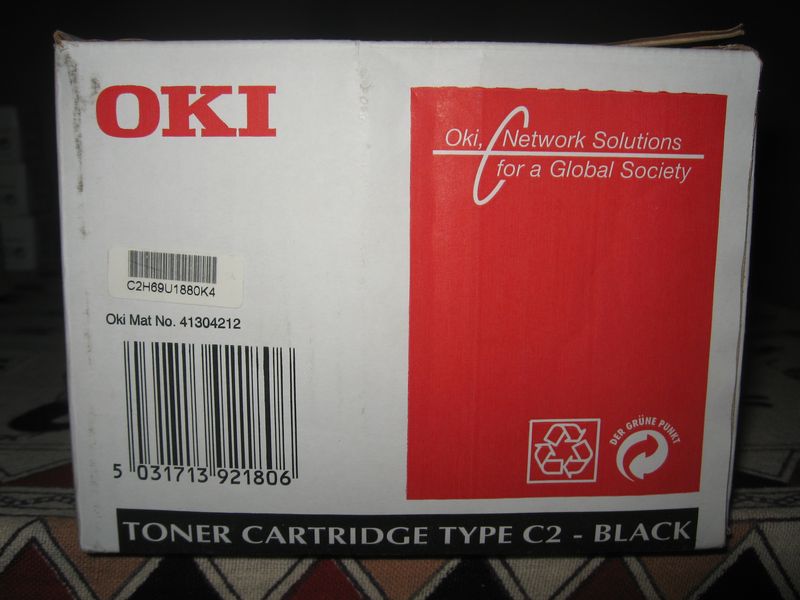 OKI
Oki, Network Solutions
for a Global Society
C2H69U1880K4
Oki Mat No. 41304212
5 031713 921806
DER GRÜNE PUNKT
TONER CARTRIDGE TYPE C2 - BLACK